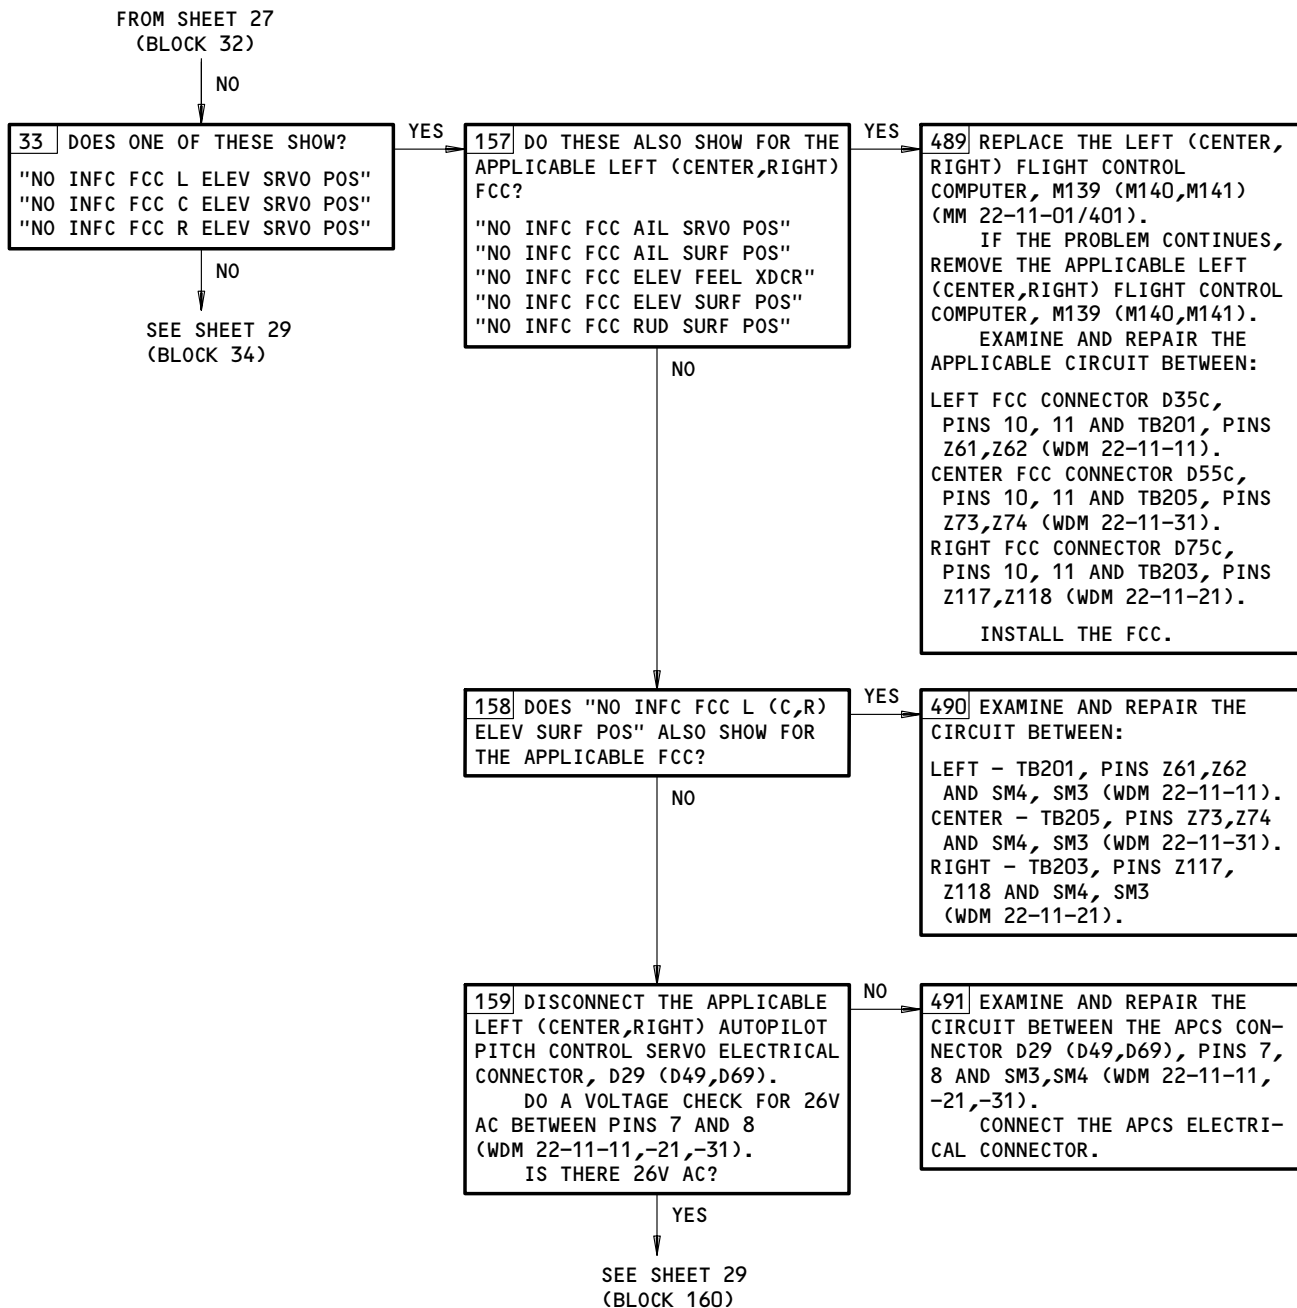 FROM SHEET 27
(BLOCK 32)
NO
33 DOES ONE OF THESE SHOW?
"NO INFC FCC L ELEV SRVO POS"
"NO INFC FCC C ELEV SRVO POS"
"NO INFC FCC R ELEV SRVO POS"
YES
NO
SEE SHEET 29
(BLOCK 34)
157 DO THESE ALSO SHOW FOR THE
APPLICABLE LEFT (CENTER,RIGHT)
FCC?
"NO INFC FCC AIL SRVO POS"
"NO INFC FCC AIL SURF POS"
"NO INFC FCC ELEV FEEL XDCR"
"NO INFC FCC ELEV SURF POS"
"NO INFC FCC RUD SURF POS"
YES
NO
489 REPLACE THE LEFT (CENTER,
RIGHT) FLIGHT CONTROL
COMPUTER, M139 (M140,M141)
(MM 22-11-01/401).
IF THE PROBLEM CONTINUES,
REMOVE THE APPLICABLE LEFT
(CENTER,RIGHT) FLIGHT CONTROL
COMPUTER, M139 (M140,M141).
EXAMINE AND REPAIR THE
APPLICABLE CIRCUIT BETWEEN:
LEFT FCC CONNECTOR D35C,
PINS 10, 11 AND TB201, PINS
Z61,Z62 (WDM 22-11-11).
CENTER FCC CONNECTOR D55C,
PINS 10, 11 AND TB205, PINS
Z73,Z74 (WDM 22-11-31).
RIGHT FCC CONNECTOR D75C,
PINS 10, 11 AND TB203, PINS
Z117,Z118 (WDM 22-11-21).
INSTALL THE FCC.
158 DOES "NO INFC FCC L (C,R)
ELEV SURF POS" ALSO SHOW FOR
THE APPLICABLE FCC?
YES
NO
490 EXAMINE AND REPAIR THE
CIRCUIT BETWEEN:
LEFT - TB201, PINS Z61,Z62
AND SM4, SM3 (WDM 22-11-11).
CENTER - TB205, PINS Z73,Z74
AND SM4, SM3 (WDM 22-11-31).
RIGHT - TB203, PINS Z117,
Z118 AND SM4, SM3
(WDM 22-11-21).
159 DISCONNECT THE APPLICABLE
LEFT (CENTER,RIGHT) AUTOPILOT
PITCH CONTROL SERVO ELECTRICAL
CONNECTOR, D29 (D49,D69).
DO A VOLTAGE CHECK FOR 26V
AC BETWEEN PINS 7 AND 8
(WDM 22-11-11,-21,-31).
IS THERE 26V AC?
NO
YES
491 EXAMINE AND REPAIR THE
CIRCUIT BETWEEN THE APCS CON-
NECTOR D29 (D49,D69), PINS 7,
8 AND SM3,SM4 (WDM 22-11-11,
-21,-31).
CONNECT THE APCS ELECTRI-
CAL CONNECTOR.
SEE SHEET 29
(BLOCK 160)